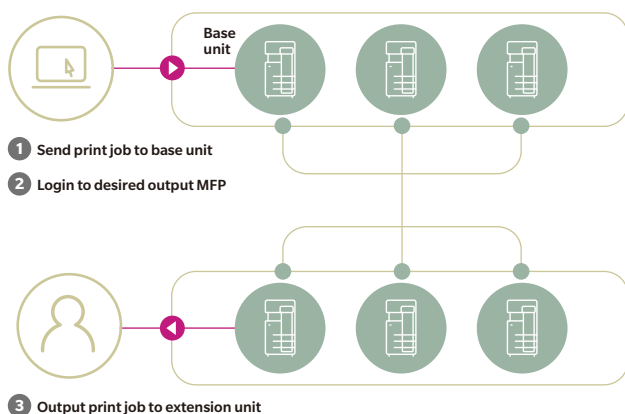 Base
unit
1 Send print job to base unit
2 Login to desired output MFP
3 Output print job to extension unit